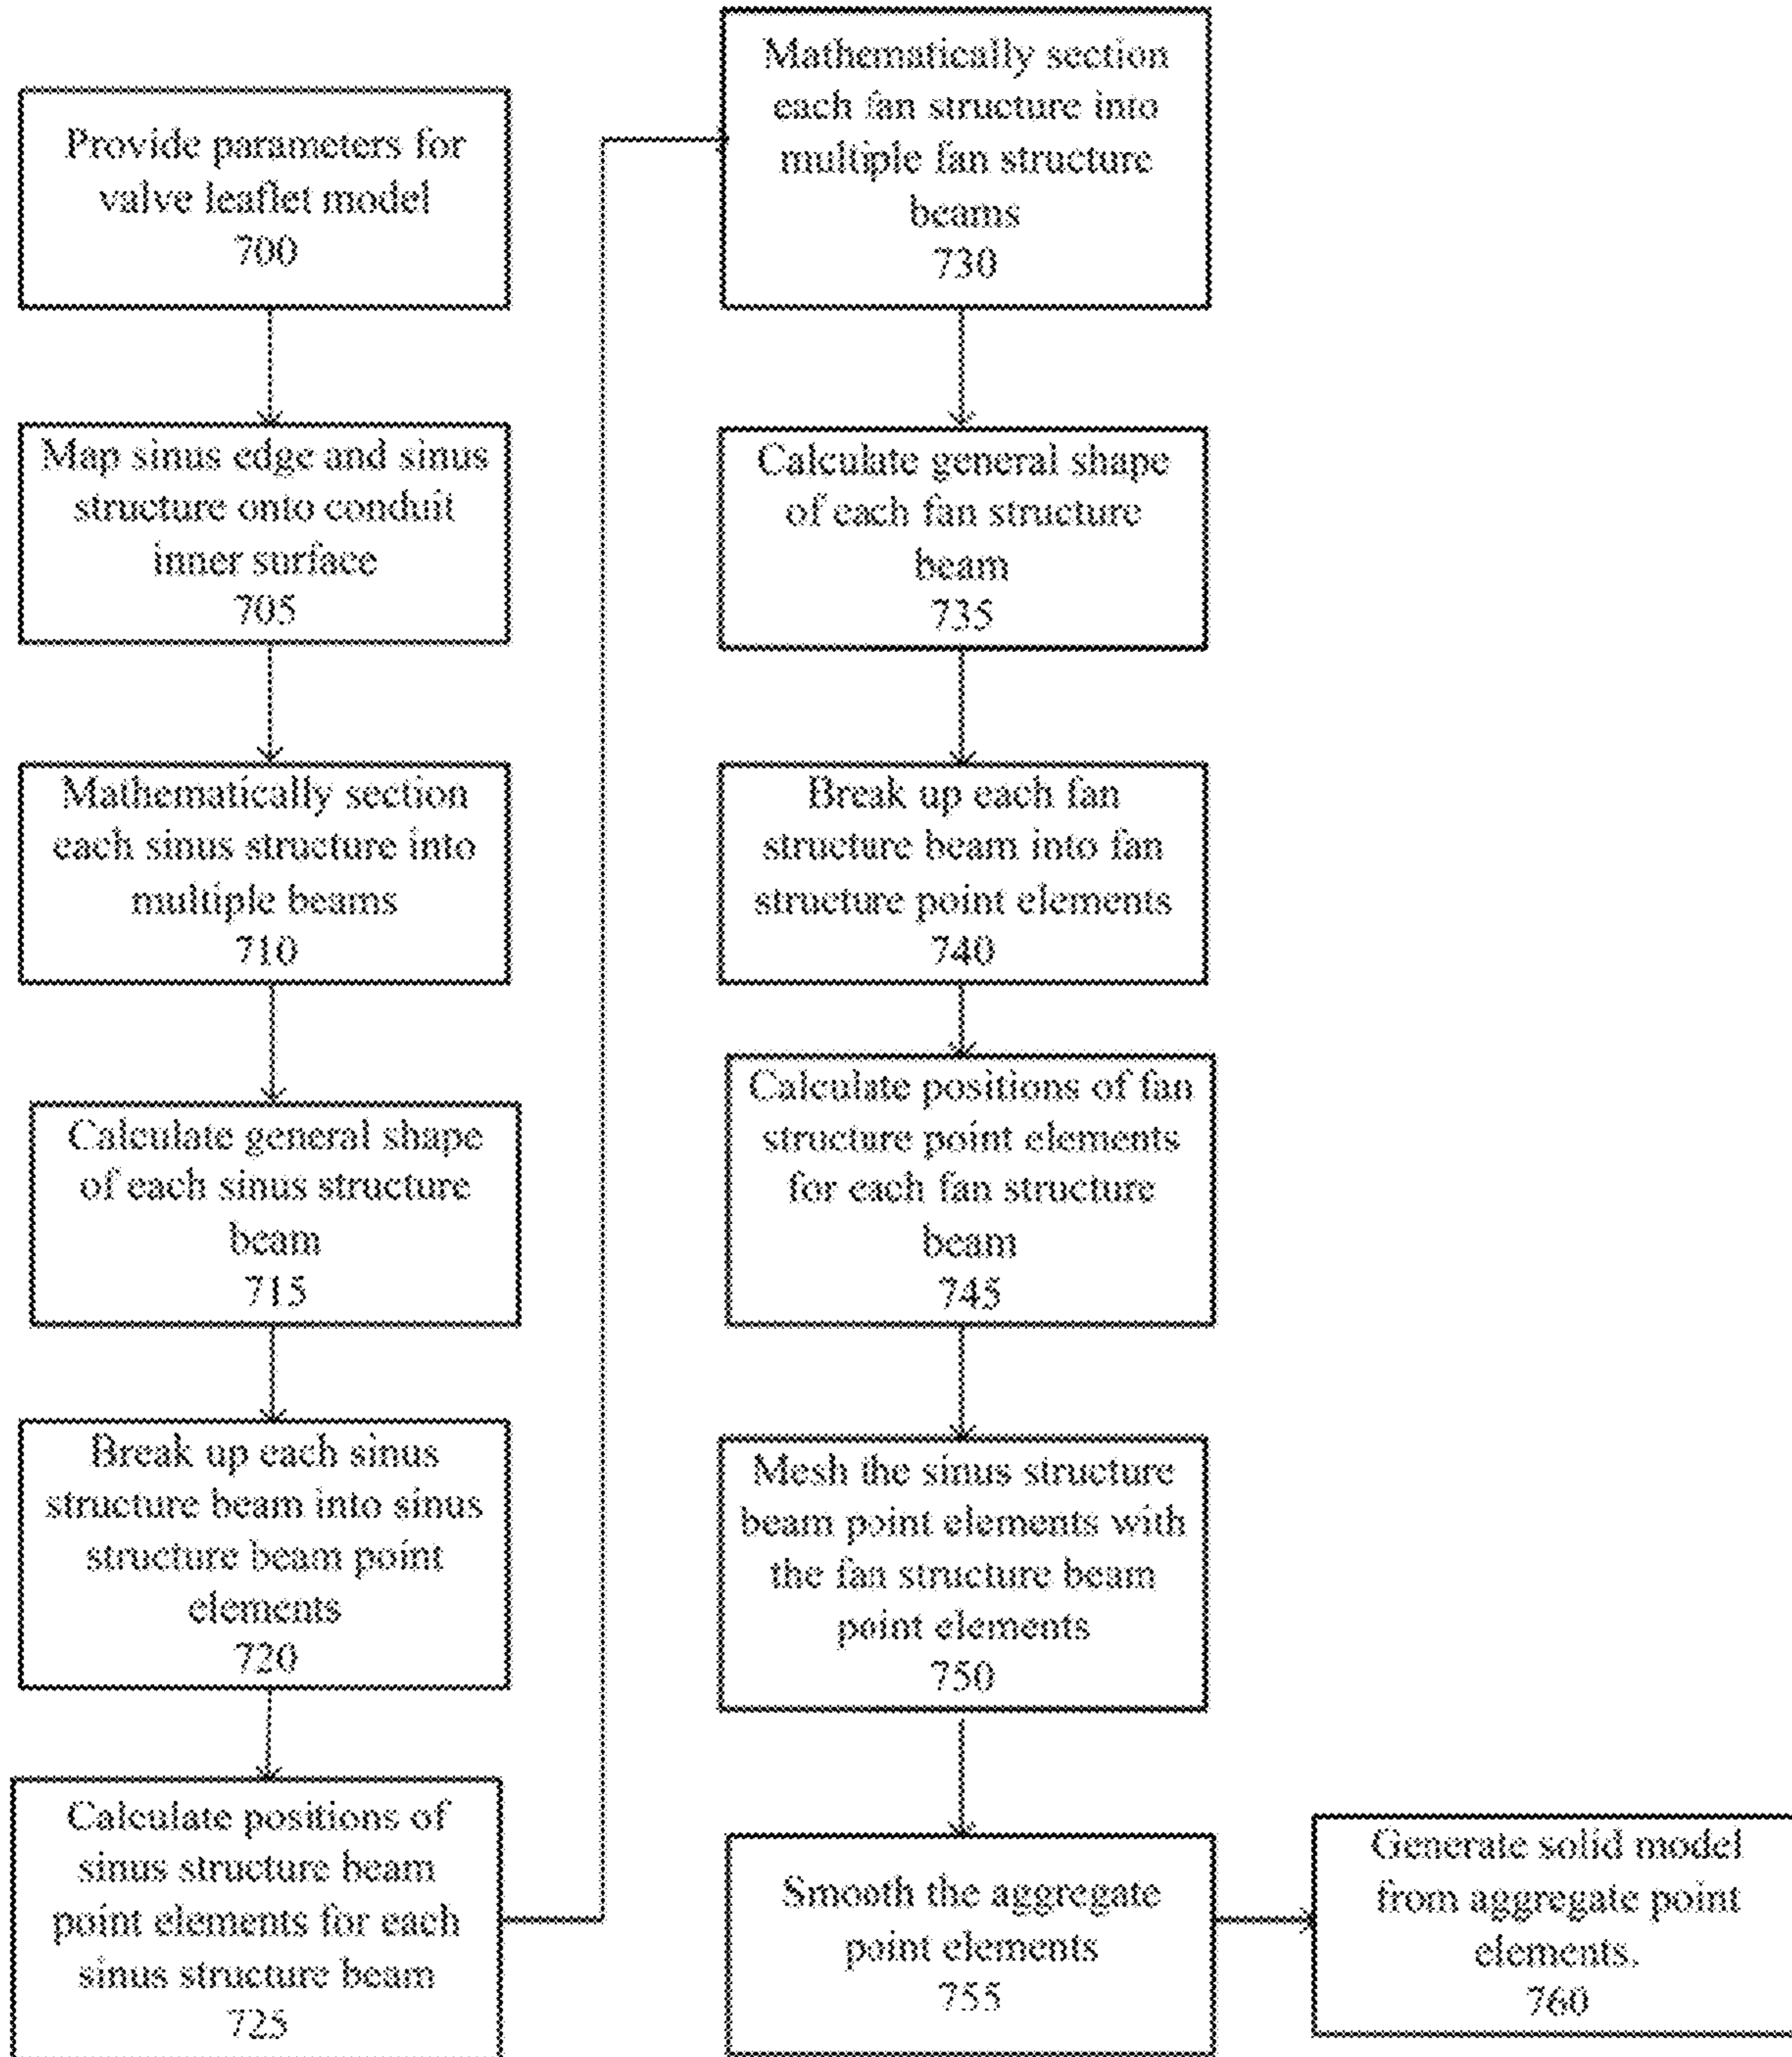 Provide parameters for
valve leaflet model
700
Map sinus edge and sinus
structure onto conduit
inner surface
705
Mathematically section
each sinus structure into
multiple beams
710
Calculate general shape
of each sinus structure
beam
715
Break up each sinus
structure beam into sinus
structure beam point
elements
720
Calculate positions of
sinus structure beam
point elements for each
sinus structure beam
725
Mathematically section
each fan structure into
multiple fan structure
beams
730
Calculate general shape
of each fan structure
beam
735
Break up each fan
structure beam into fan
structure point elements
740
Calculate positions of fan
structure point elements
for each fan structure
beam
745
Mesh the sinus structure
beam point elements with
the fan structure beam
point elements
750
Smooth the aggregate
point elements
755
Generate solid model
from aggregate point
elements.
760